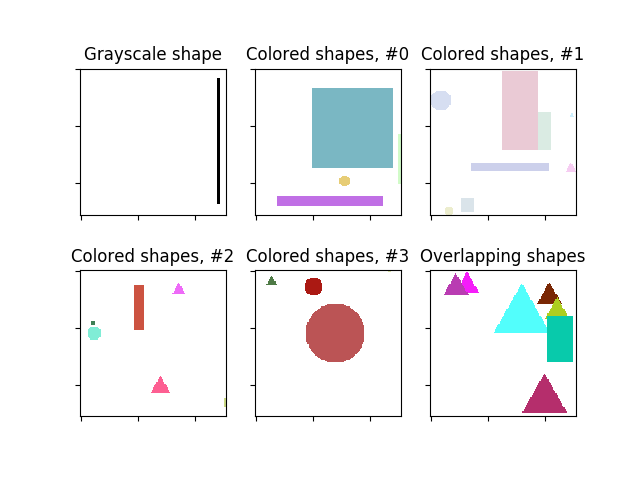 Grayscale shape
Colored shapes, #0
Colored shapes, #1
Colored shapes, #2
Colored shapes, #3
Overlapping shapes